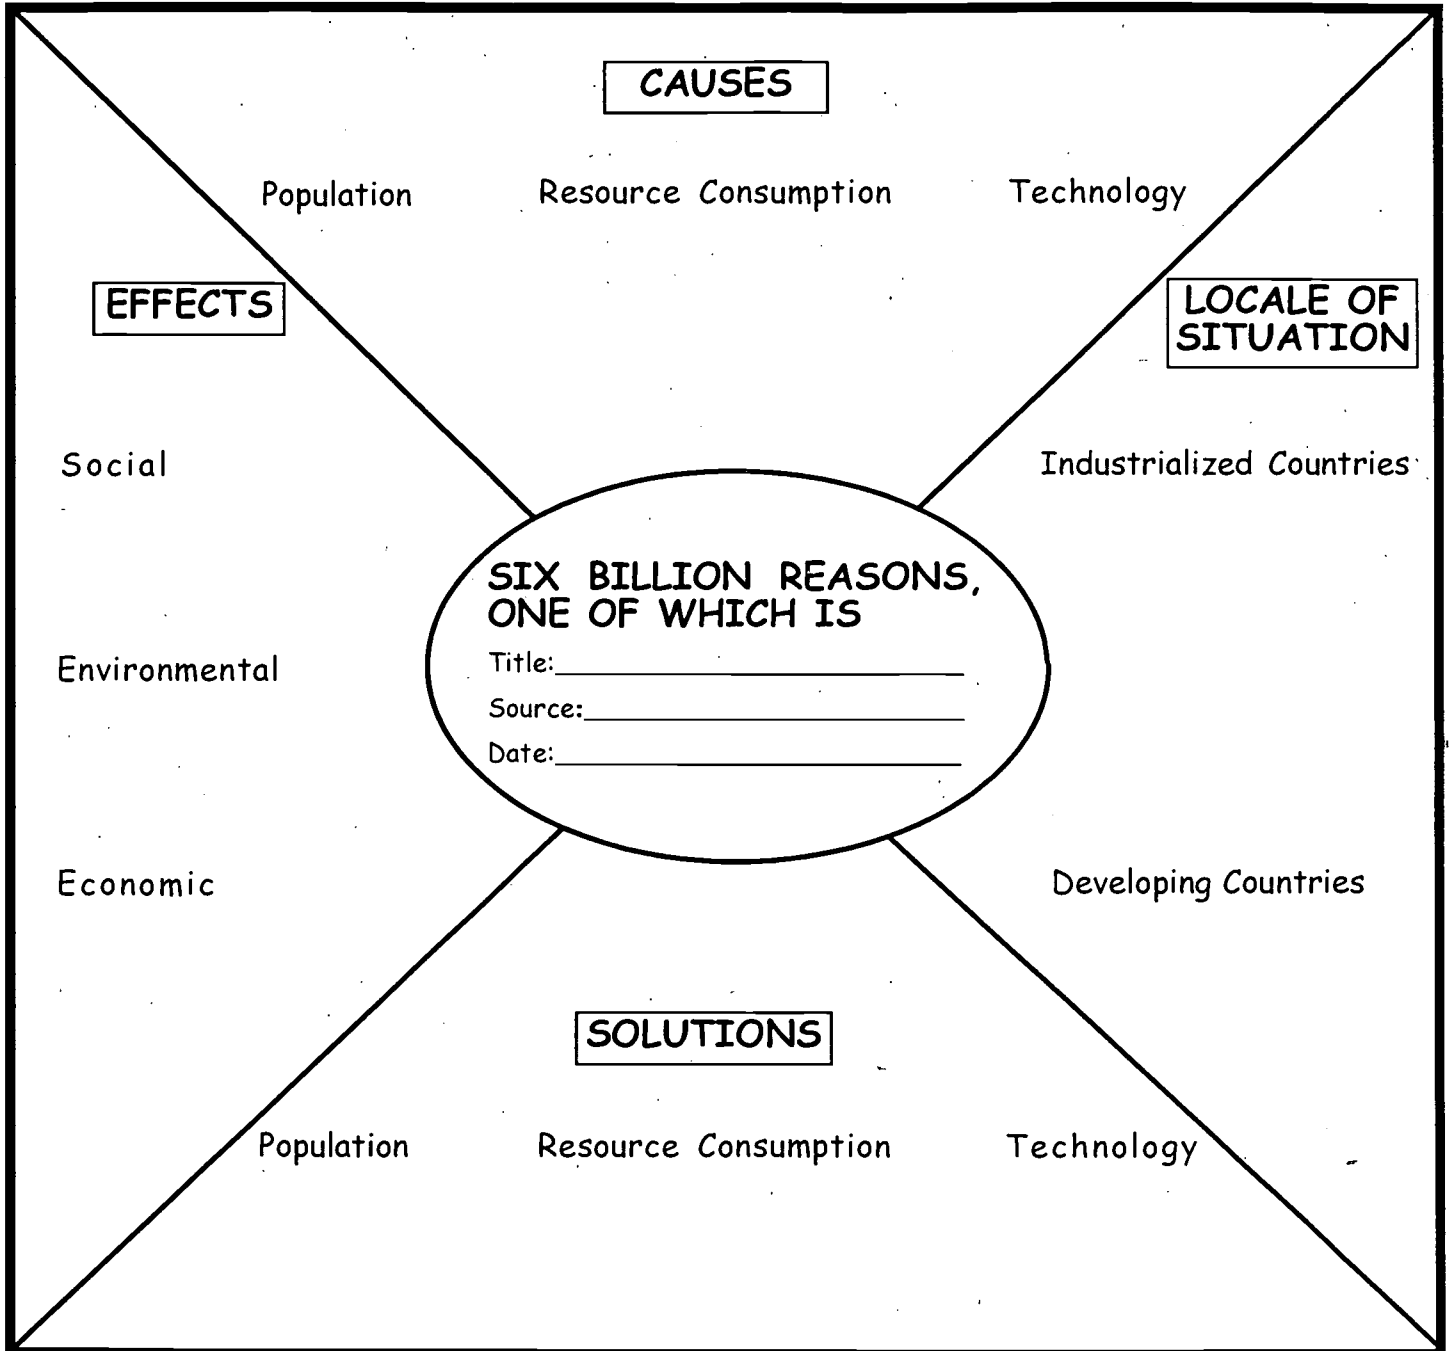 CAUSES
Population
Resource Consumption
Technology
EFFECTS
Social
Environmental
Economic
SIX BILLION REASONS,
ONE OF WHICH IS
Title:
Source:
Date:
LOCALE OF
SITUATION
Industrialized Countries
Developing Countries
SOLUTIONS
Population
Resource Consumption
Technology